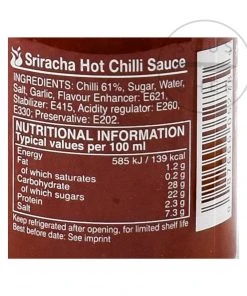 Sriracha Hot Chilli Sauce
INGREDIENTS: Chilli 61%, Sugar, Water,
Salt, Garlic, Flavour Enhancer: E621,
Stabilizer: E415, Acidity regulator: E260,
E330; Preservative: E202.
NUTRITIONAL INFORMATION
Typical values per 100 ml
Energy 585 kJ / 139 kcal
Fat 1.2 g
of which saturates 0.2 g
Carbohydrate 28 g
of which sugars 22 g
Protein 2.3 g
Salt 7.3 g
Keep refrigerated after opening, for limited shelf life
Best before: See imprint